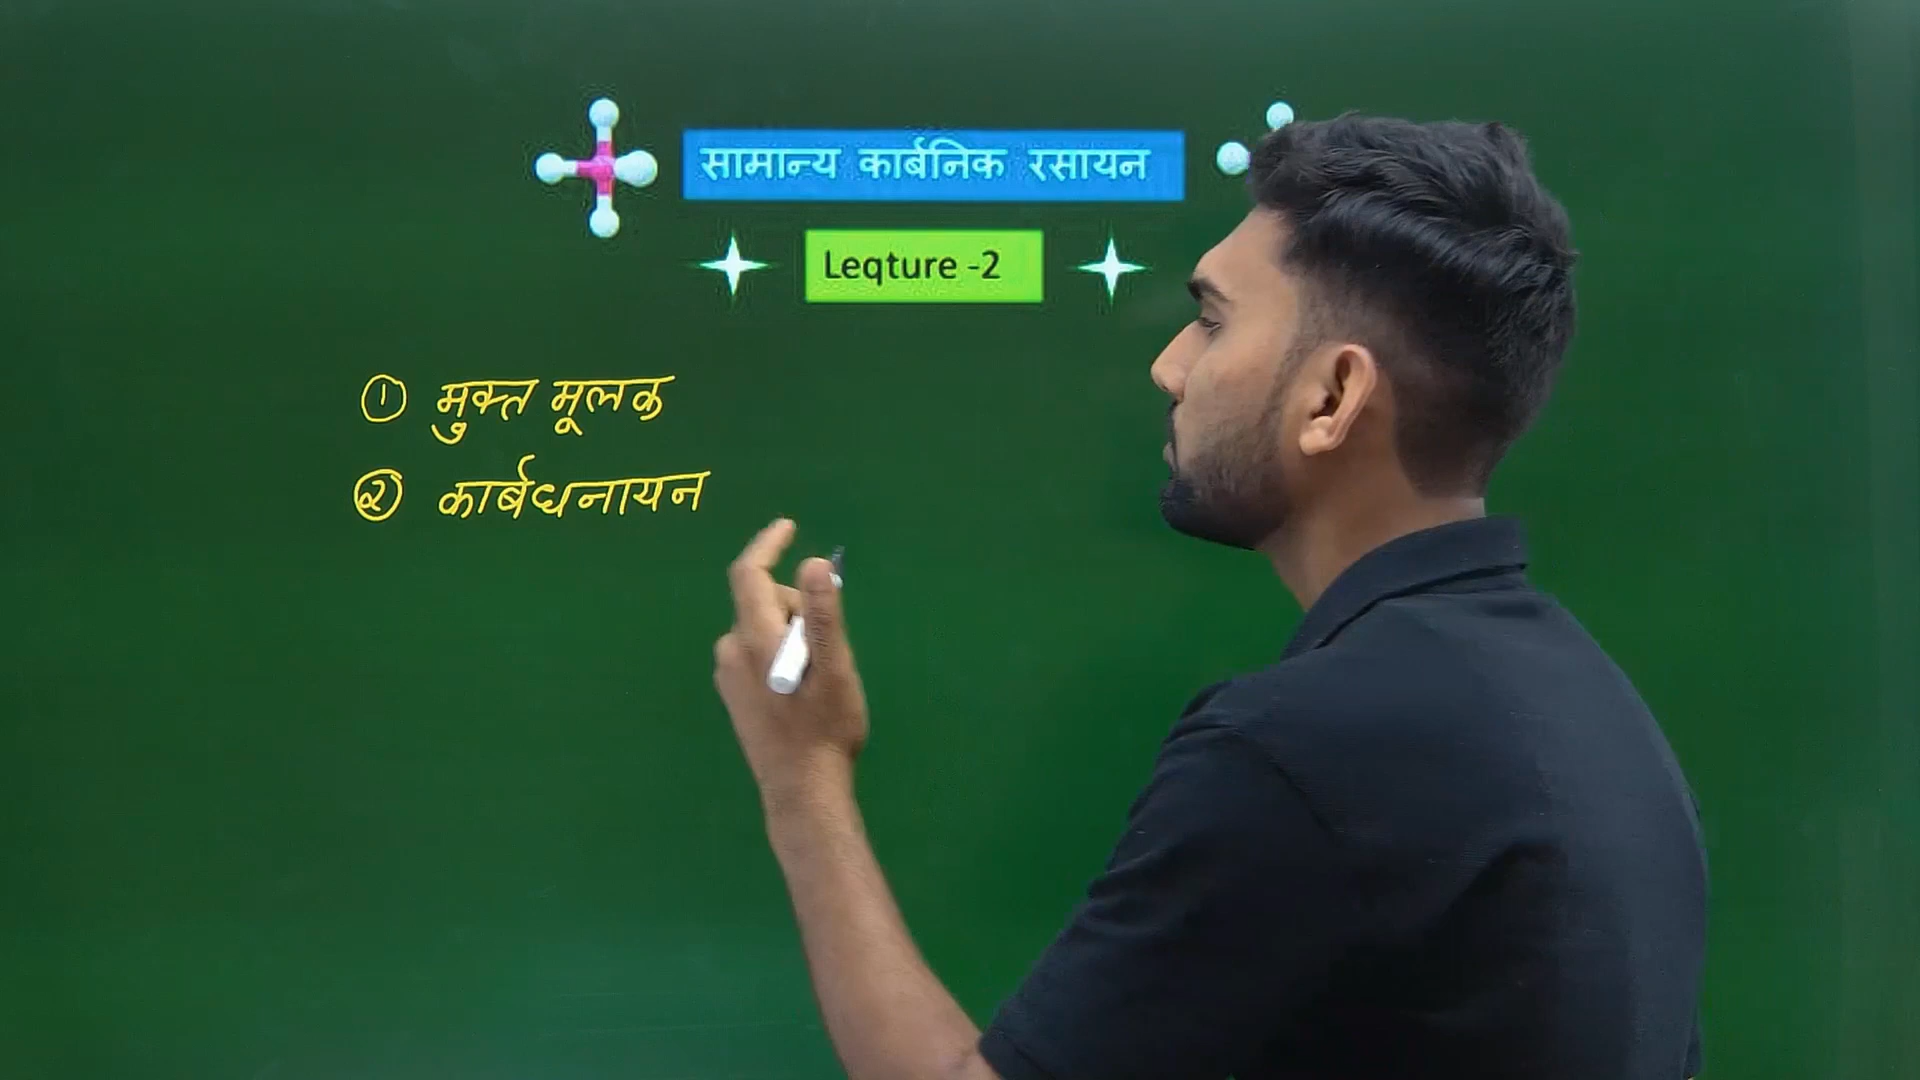 सामान्य कार्बनिक रसायन
Leqture -2
① मुक्त मूलक
② कार्बधनायन